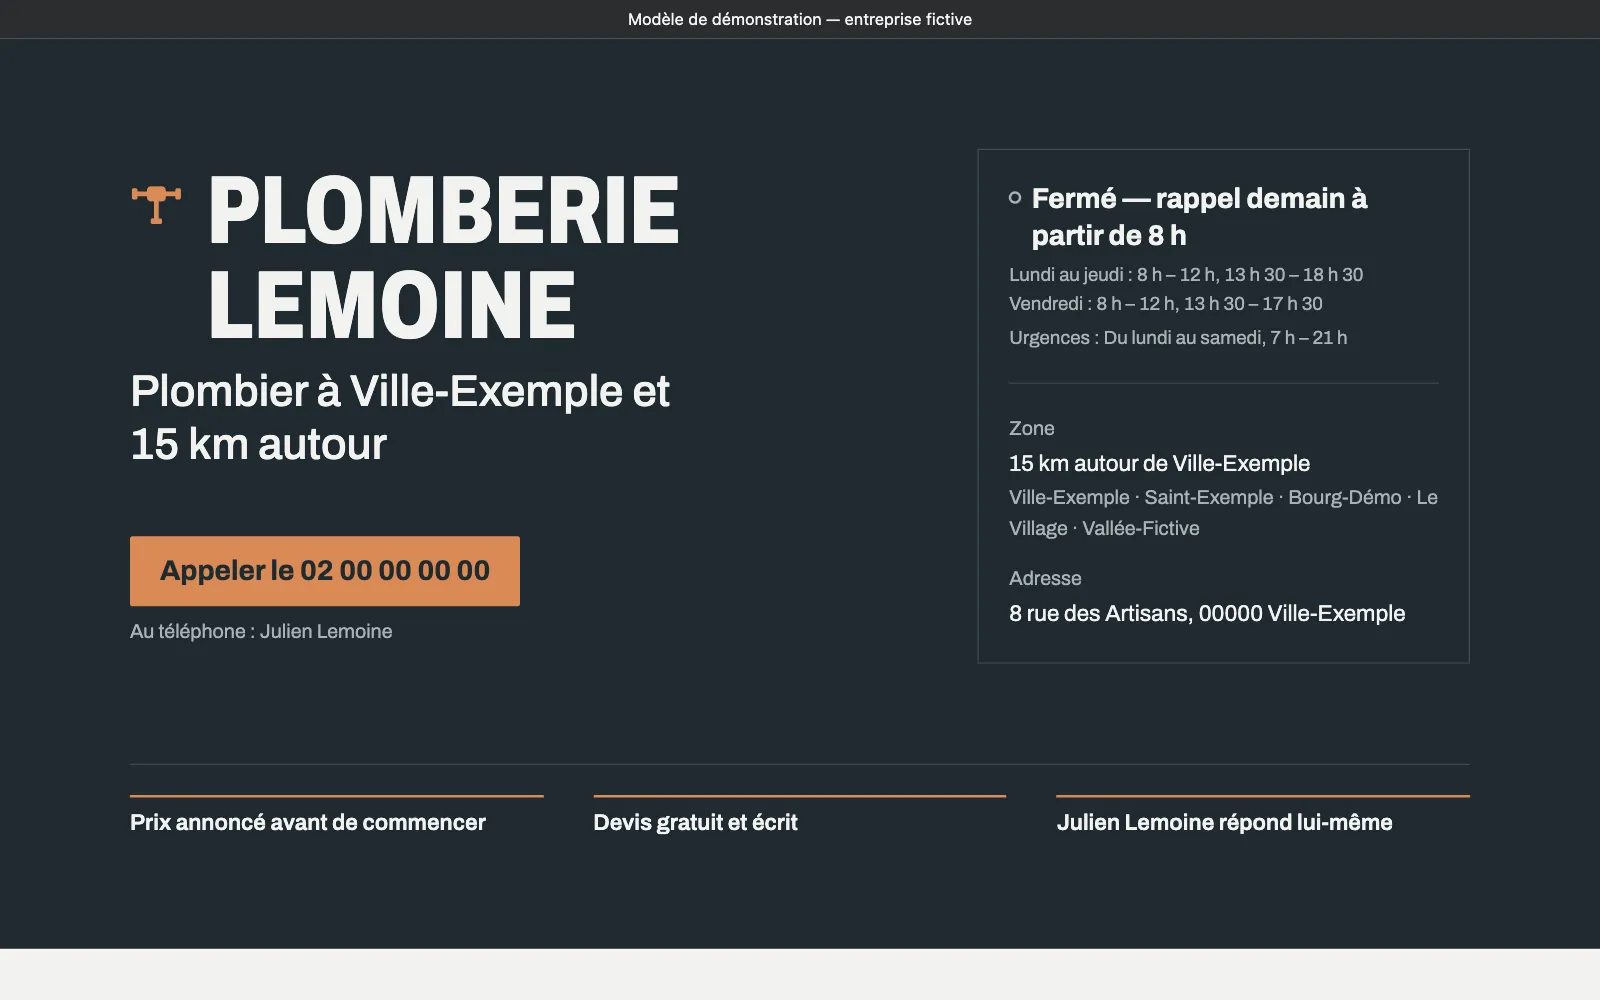 Modèle de démonstration — entreprise fictive
PLOMBERIE
LEMOINE
Plombier à Ville-Exemple et
15 km autour
Appeler le 02 00 00 00 00
Au téléphone : Julien Lemoine
Fermé — rappel demain à
partir de 8 h
Lundi au jeudi : 8 h – 12 h, 13 h 30 – 18 h 30
Vendredi : 8 h – 12 h, 13 h 30 – 17 h 30
Urgences : Du lundi au samedi, 7 h – 21 h
Zone
15 km autour de Ville-Exemple
Ville-Exemple · Saint-Exemple · Bourg-Démo · Le
Village · Vallée-Fictive
Adresse
8 rue des Artisans, 00000 Ville-Exemple
Prix annoncé avant de commencer
Devis gratuit et écrit
Julien Lemoine répond lui-même